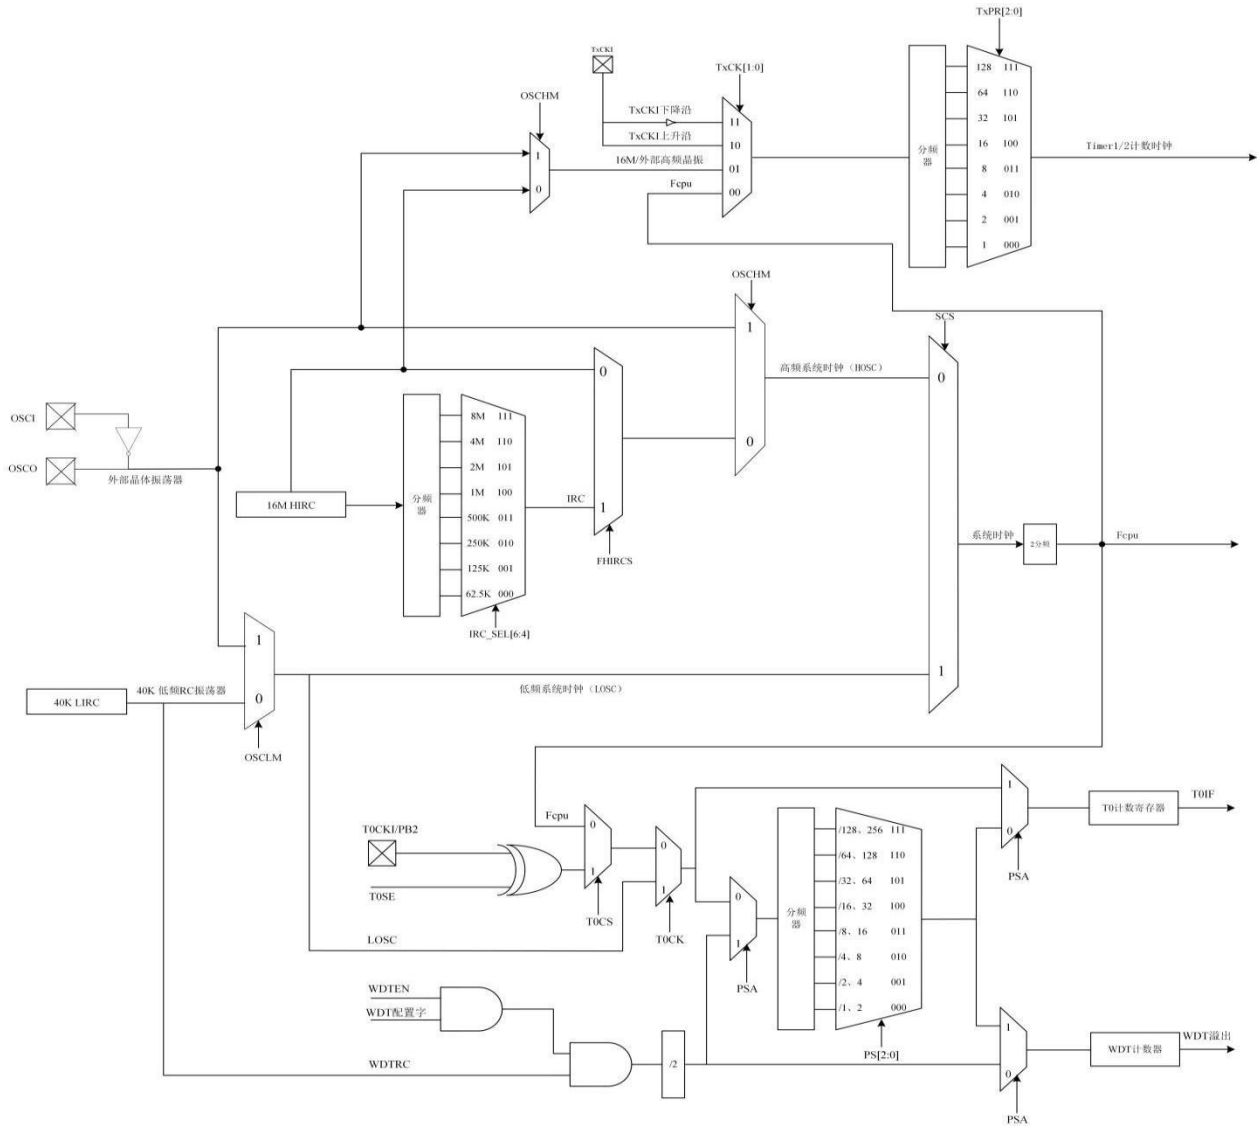 TxPR[2:0]
TxCKI
TxCK[1:0]
OSCHM
TxCKI下降沿
TxCKI上升沿
16M/外部高频晶振
Fcpu
11
10
01
00
1
0
分频器
128 111
64 110
32 101
16 100
8 011
4 010
2 001
1 000
Timer1/2计数时钟
OSCHM
1
0
SCS
高频系统时钟（HOSC）
0
1
OSCI
OSCO
外部晶体振荡器
16M HIRC
分频器
8M 111
4M 110
2M 101
1M 100
500K 011
250K 010
125K 001
62.5K 000
IRC_SEL[6:4]
IRC
0
1
FHIRCS
系统时钟
2分频
Fcpu
40K LIRC
40K 低频RC振荡器
1
0
OSCLM
低频系统时钟（LOSC）
Fcpu
T0CKI/PB2
T0SE
0
1
T0CS
LOSC
0
1
T0CK
0
1
PSA
分频器
/128、256 111
/64、128 110
/32、64 101
/16、32 100
/8、16 011
/4、8 010
/2、4 001
/1、2 000
PS[2:0]
1
0
PSA
T0计数寄存器
T0IF
WDTEN
WDT配置字
WDTRC
/2
1
0
PSA
WDT计数器
WDT溢出